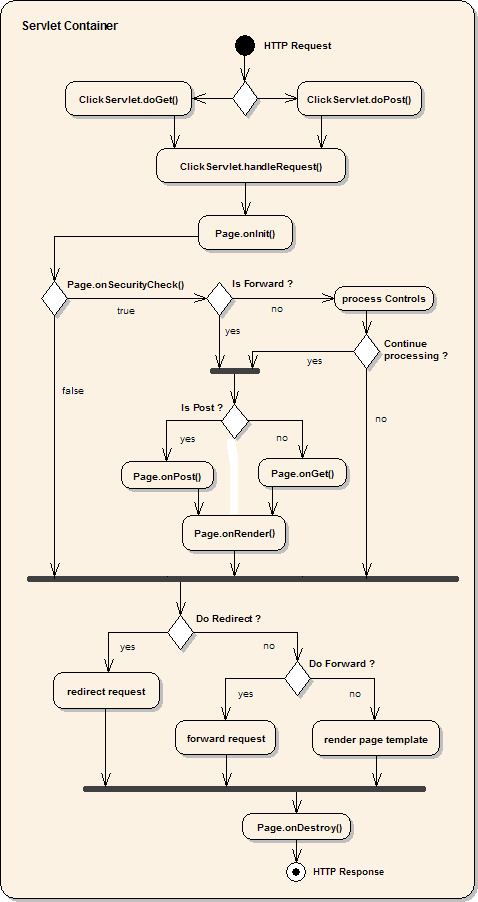 Servlet Container
HTTP Request
ClickServlet.doGet()
ClickServlet.doPost()
ClickServlet.handleRequest()
Page.onInit()
Page.onSecurityCheck()
Is Forward ?
process Controls
true
no
yes
Continue
processing ?
yes
false
no
Is Post ?
yes
no
Page.onPost()
Page.onGet()
Page.onRender()
Do Redirect ?
yes
no
Do Forward ?
redirect request
yes
no
forward request
render page template
Page.onDestroy()
HTTP Response